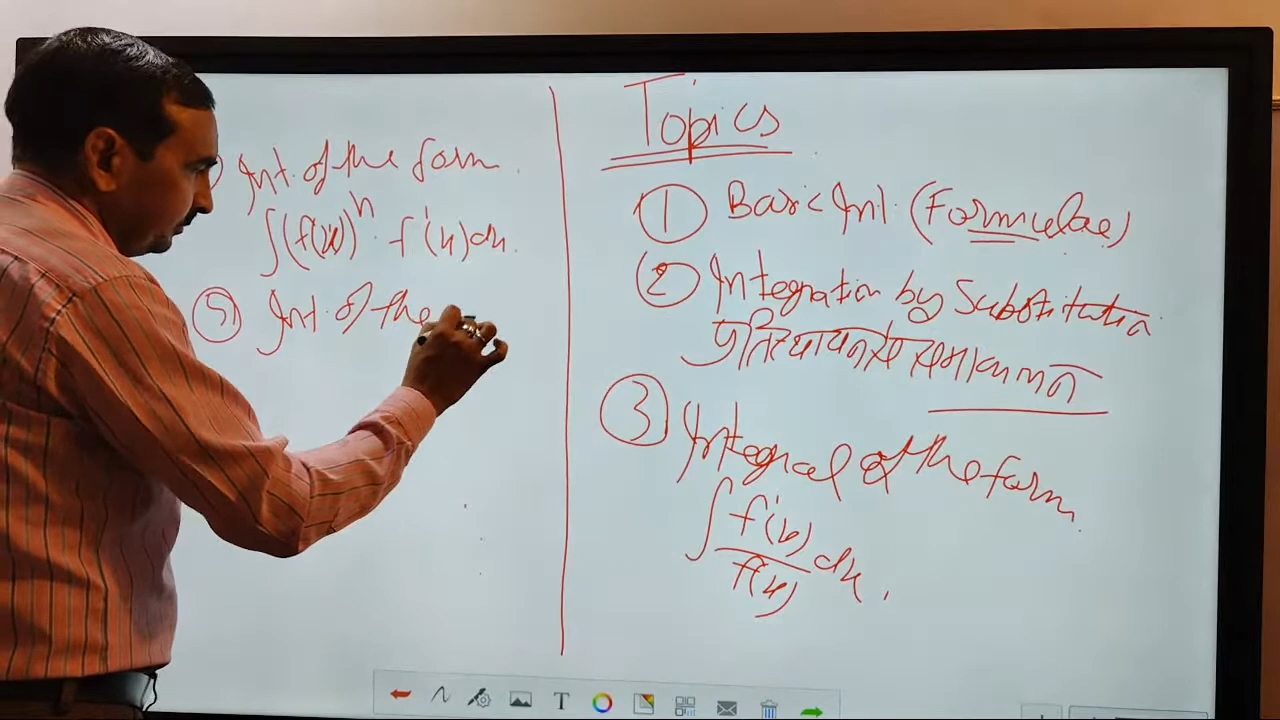 Topics
① Basic Int. (Formulae)
② Integration by Substitution
प्रतिस्थापन से समाकलन
③ Integral of the form
∫ f'(x)/f(x) dx.
Int. of the form.
∫(f(x))^n . f'(x)dx.
⑤ Int. of the
T